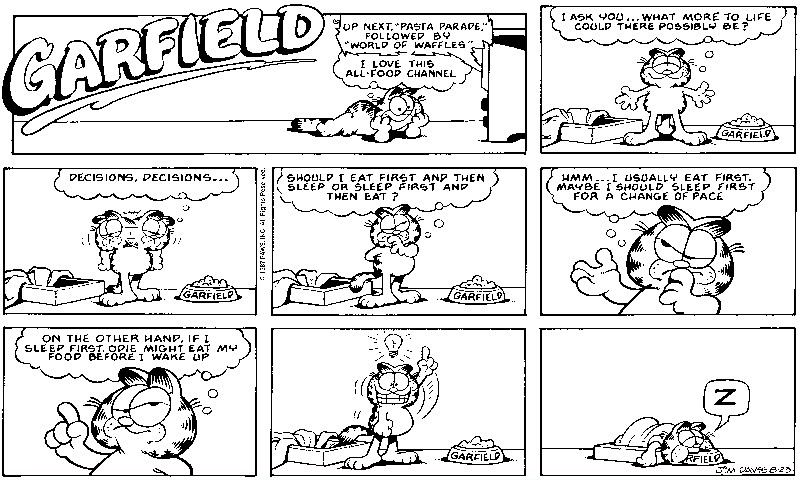 GARFIELD
UP NEXT, "PASTA PARADE,"
FOLLOWED BY
"WORLD OF WAFFLES"
I LOVE THIS
ALL-FOOD CHANNEL
I ASK YOU...WHAT MORE TO LIFE
COULD THERE POSSIBLY BE?
GARFIELD
DECISIONS, DECISIONS...
GARFIELD
SHOULD I EAT FIRST AND THEN
SLEEP OR SLEEP FIRST AND
THEN EAT?
GARFIELD
HMM...I USUALLY EAT FIRST.
MAYBE I SHOULD SLEEP FIRST
FOR A CHANGE OF PACE
ON THE OTHER HAND, IF I
SLEEP FIRST, ODIE MIGHT EAT MY
FOOD BEFORE I WAKE UP
GARFIELD
Z
RFIELD
JIM DAVIS 8-23